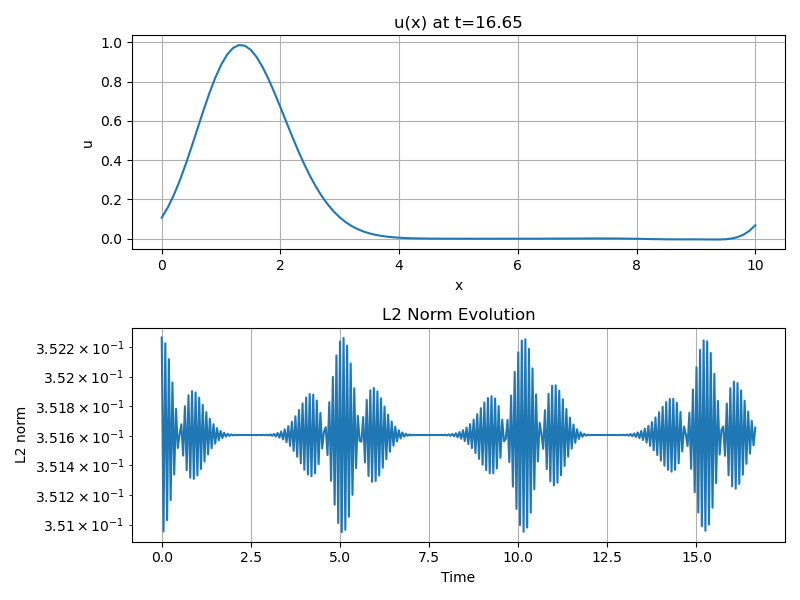 u(x) at t=16.65
u
1.0
0.8
0.6
0.4
0.2
0.0
0 2 4 6 8 10
x
L2 Norm Evolution
L2 norm
3.522 × 10⁻¹
3.52 × 10⁻¹
3.518 × 10⁻¹
3.516 × 10⁻¹
3.514 × 10⁻¹
3.512 × 10⁻¹
3.51 × 10⁻¹
0.0 2.5 5.0 7.5 10.0 12.5 15.0
Time